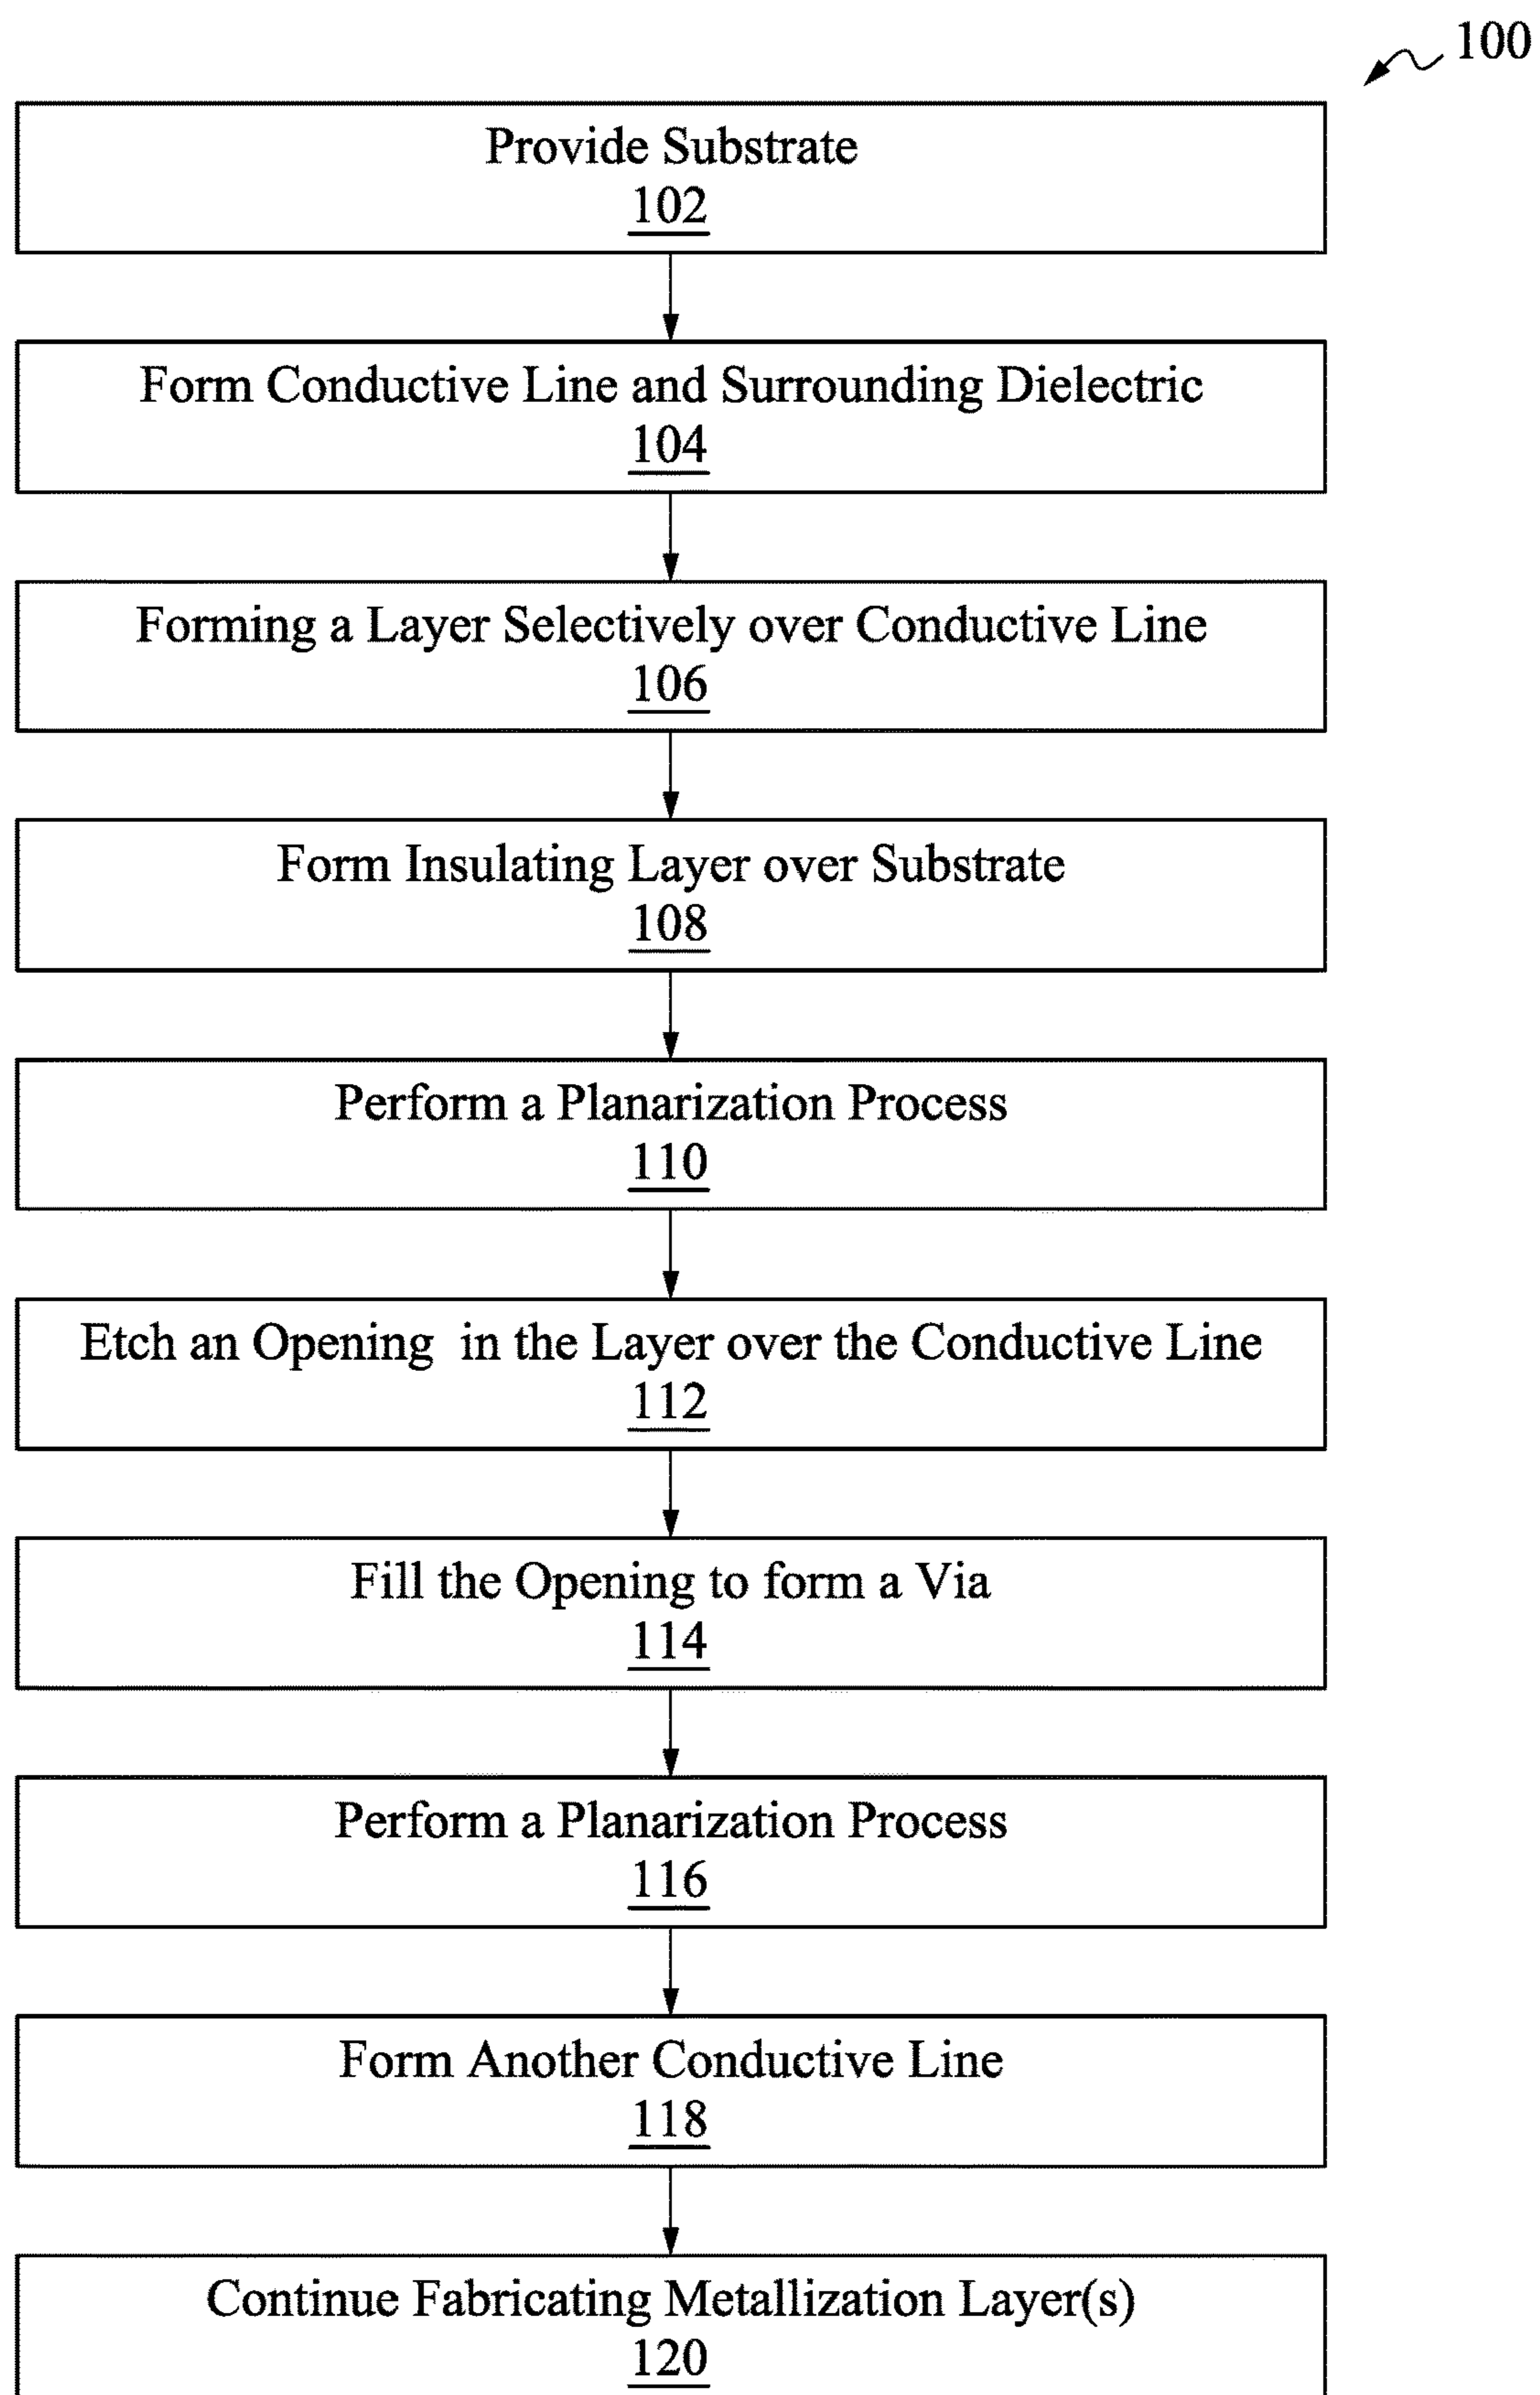 100
Provide Substrate
102
Form Conductive Line and Surrounding Dielectric
104
Forming a Layer Selectively over Conductive Line
106
Form Insulating Layer over Substrate
108
Perform a Planarization Process
110
Etch an Opening  in the Layer over the Conductive Line
112
Fill the Opening to form a Via
114
Perform a Planarization Process
116
Form Another Conductive Line
118
Continue Fabricating Metallization Layer(s)
120